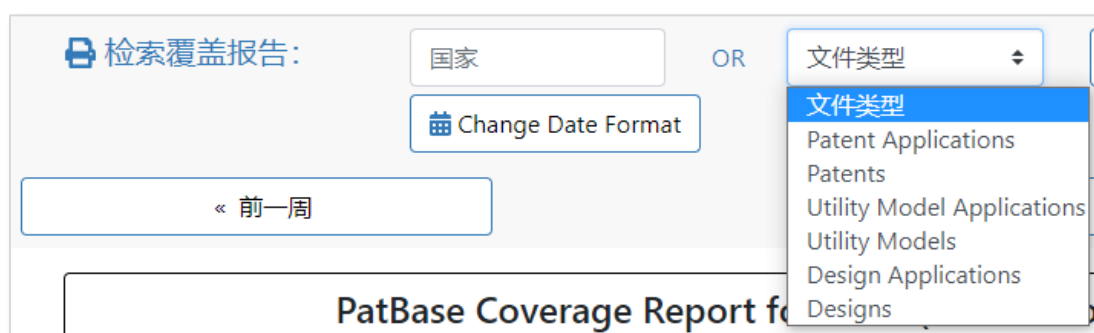 检索覆盖报告：
国家
OR
文件类型
Change Date Format
文件类型
Patent Applications
Patents
Utility Model Applications
Utility Models
Design Applications
Designs
« 前一周
PatBase Coverage Report